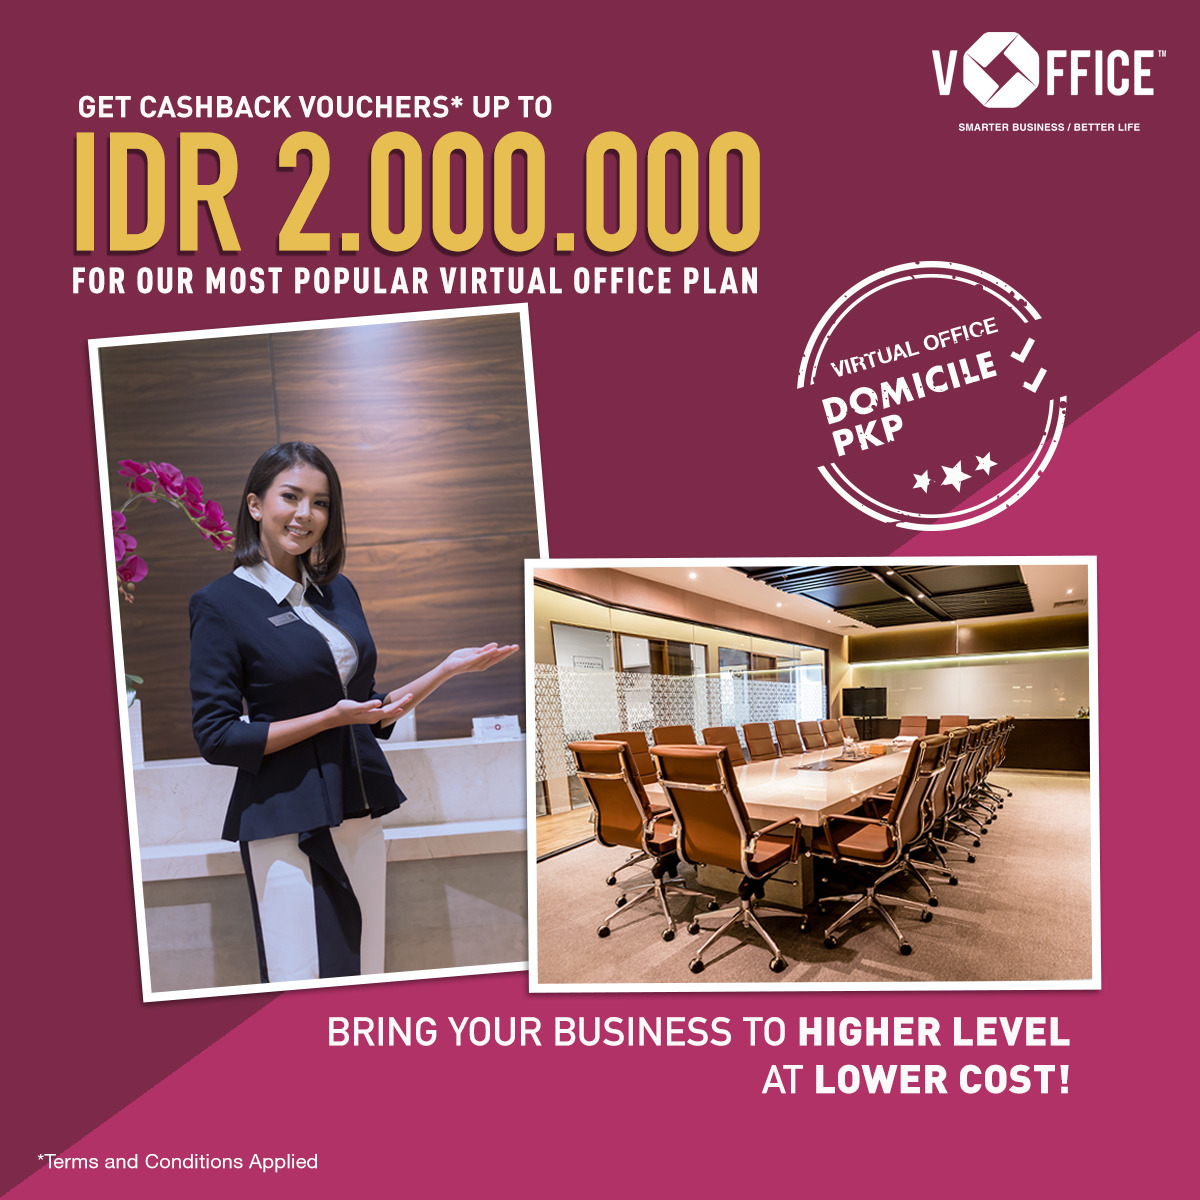 VOFFICE™
SMARTER BUSINESS / BETTER LIFE
GET CASHBACK VOUCHERS* UP TO
IDR 2.000.000
FOR OUR MOST POPULAR VIRTUAL OFFICE PLAN
VIRTUAL OFFICE
DOMICILE
PKP
BRING YOUR BUSINESS TO HIGHER LEVEL
AT LOWER COST!
*Terms and Conditions Applied